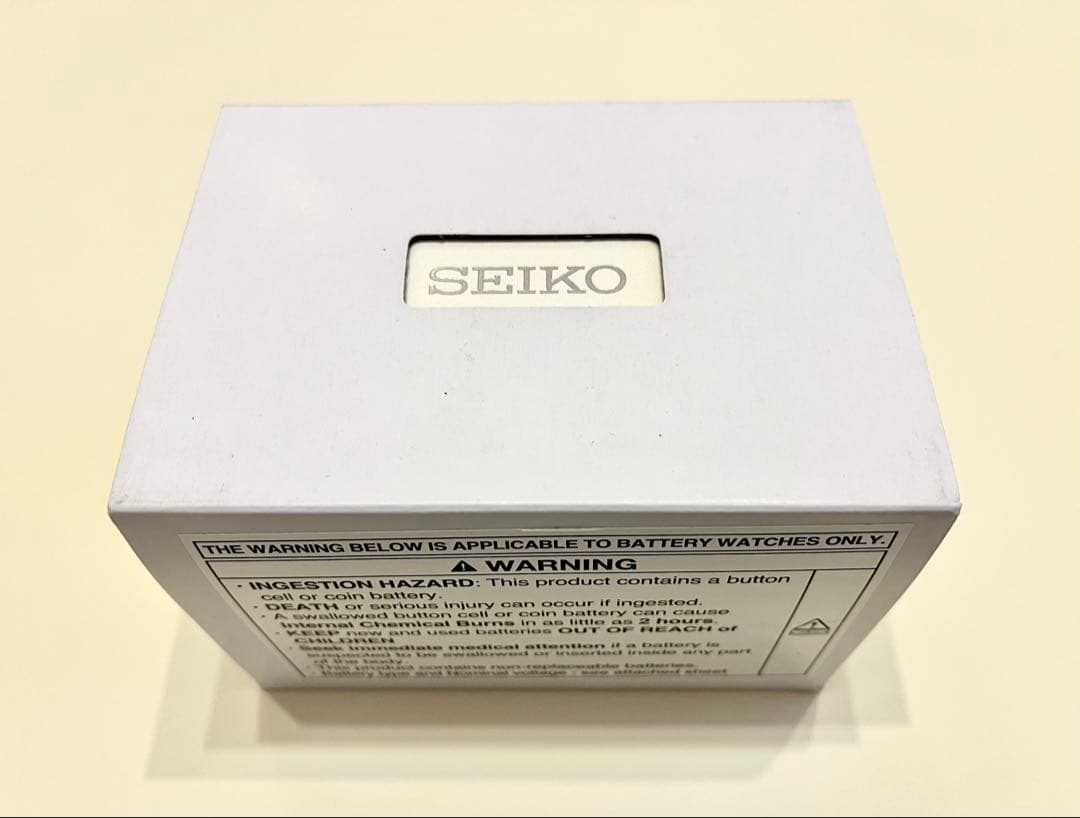 SEIKO
THE WARNING BELOW IS APPLICABLE TO BATTERY WATCHES ONLY.
⚠ WARNING
· INGESTION HAZARD: This product contains a button
cell or coin battery.
· DEATH or serious injury can occur if ingested.
· A swallowed button cell or coin battery can cause
Internal Chemical Burns in as little as 2 hours.
· KEEP new and used batteries OUT OF REACH of
CHILDREN
· Seek immediate medical attention if a battery is
suspected to be swallowed or inserted inside any part
of the body.
· This product contains non-replaceable batteries.
· Battery type and Nominal voltage : see attached sheet